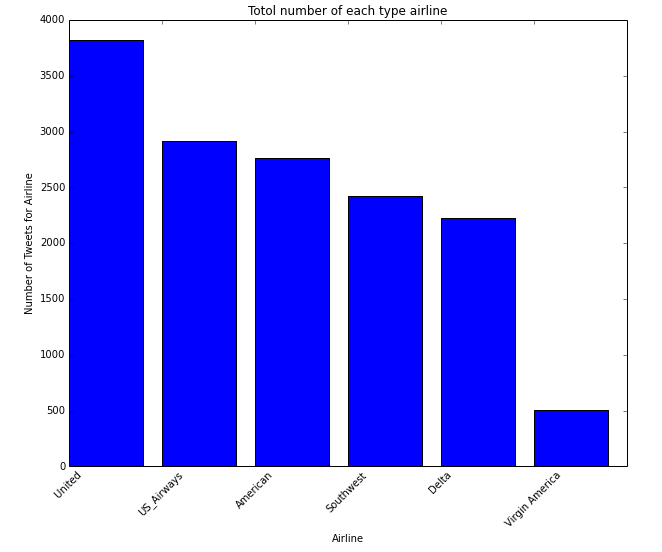 Totol number of each type airline
4000
3500
3000
2500
2000
1500
1000
500
0
Number of Tweets for Airline
United
US_Airways
American
Southwest
Delta
Virgin America
Airline